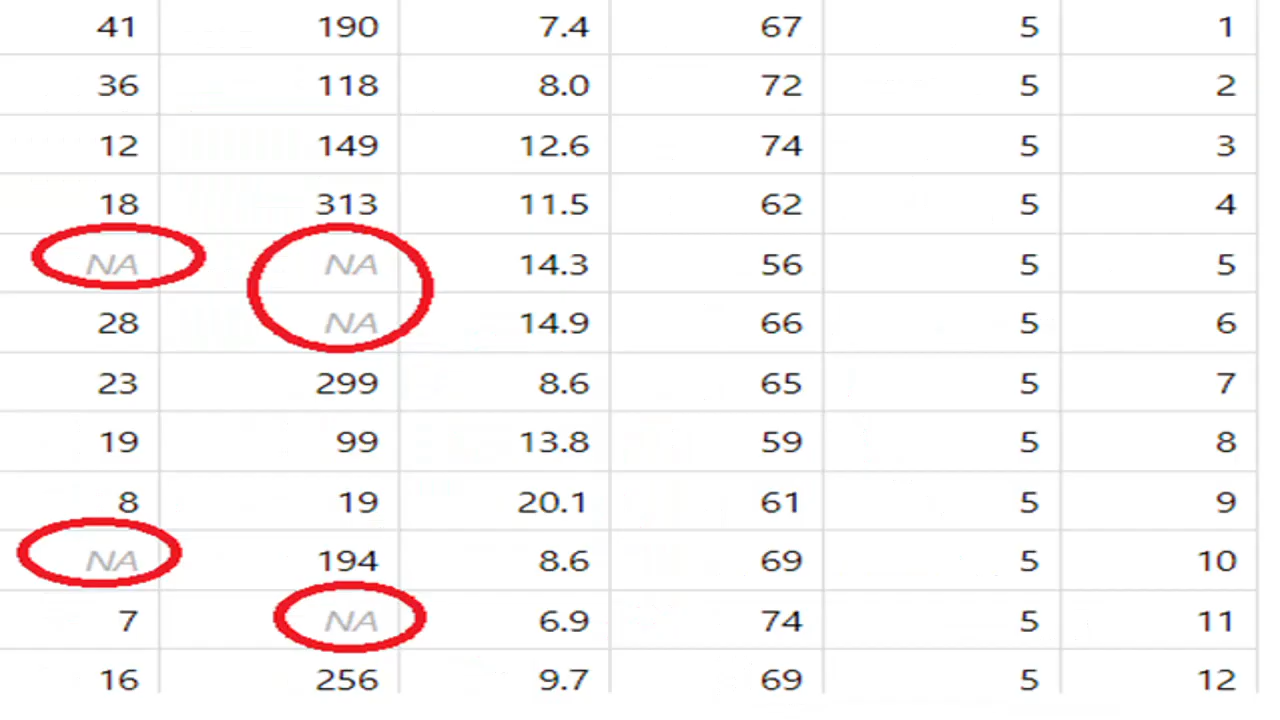 41 190 7.4 67 5 1
36 118 8.0 72 5 2
12 149 12.6 74 5 3
18 313 11.5 62 5 4
NA NA 14.3 56 5 5
28 NA 14.9 66 5 6
23 299 8.6 65 5 7
19 99 13.8 59 5 8
8 19 20.1 61 5 9
NA 194 8.6 69 5 10
7 NA 6.9 74 5 11
16 256 9.7 69 5 12